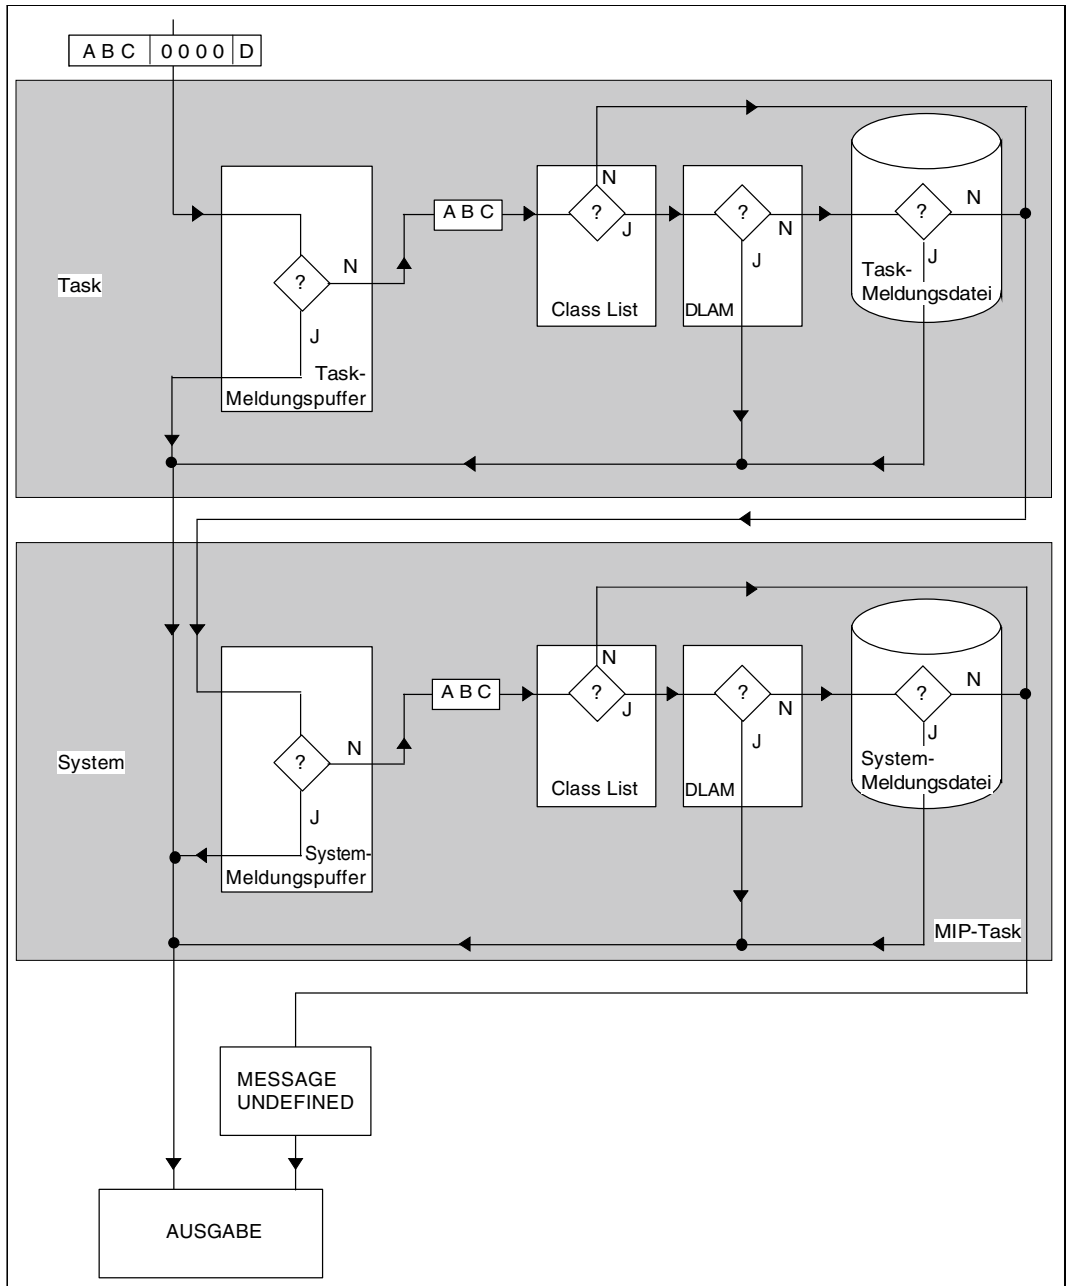 A B C 0 0 0 0 D
N
A B C
?
N
J
Class List
?
N
J
DLAM
?
N
J
Task-
Meldungsdatei
Task
?
N
J
Task-
Meldungspuffer
N
A B C
?
N
J
Class List
?
N
J
DLAM
?
J
System-
Meldungsdatei
System
?
N
J
System-
Meldungspuffer
MIP-Task
MESSAGE
UNDEFINED
AUSGABE